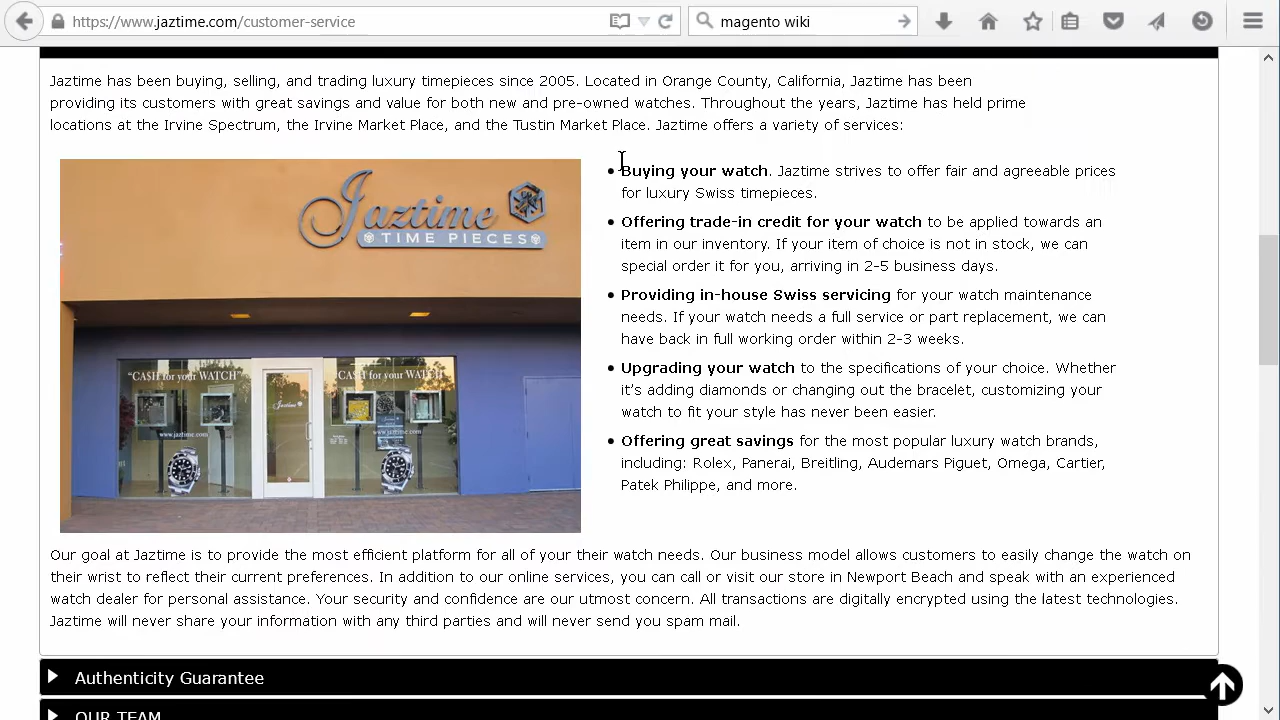 https://www.jaztime.com/customer-service
magento wiki
Jaztime has been buying, selling, and trading luxury timepieces since 2005. Located in Orange County, California, Jaztime has been
providing its customers with great savings and value for both new and pre-owned watches. Throughout the years, Jaztime has held prime
locations at the Irvine Spectrum, the Irvine Market Place, and the Tustin Market Place. Jaztime offers a variety of services:
Jaztime
TIME PIECES
"CA$H for your WATCH"
"CA$H for your WATCH"
Jaztime
www.jaztime.com
www.jaztime.com
• Buying your watch. Jaztime strives to offer fair and agreeable prices
for luxury Swiss timepieces.
• Offering trade-in credit for your watch to be applied towards an
item in our inventory. If your item of choice is not in stock, we can
special order it for you, arriving in 2-5 business days.
• Providing in-house Swiss servicing for your watch maintenance
needs. If your watch needs a full service or part replacement, we can
have back in full working order within 2-3 weeks.
• Upgrading your watch to the specification of your choice. Whether
it's adding diamonds or changing out the bracelet, customizing your
watch to fit your style has never been easier.
• Offering great savings for the most popular luxury watch brands,
including: Rolex, Panerai, Breitling, Audemars Piguet, Omega, Cartier,
Patek Philippe, and more.
Our goal at Jaztime is to provide the most efficient platform for all of your their watch needs. Our business model allows customers to easily change the watch on
their wrist to reflect their current preferences. In addition to our online services, you can call or visit our store in Newport Beach and speak with an experienced
watch dealer for personal assistance. Your security and confidence are our utmost concern. All transactions are digitally encrypted using the latest technologies.
Jaztime will never share your information with any third parties and will never send you spam mail.
Authenticity Guarantee
OUR TEAM